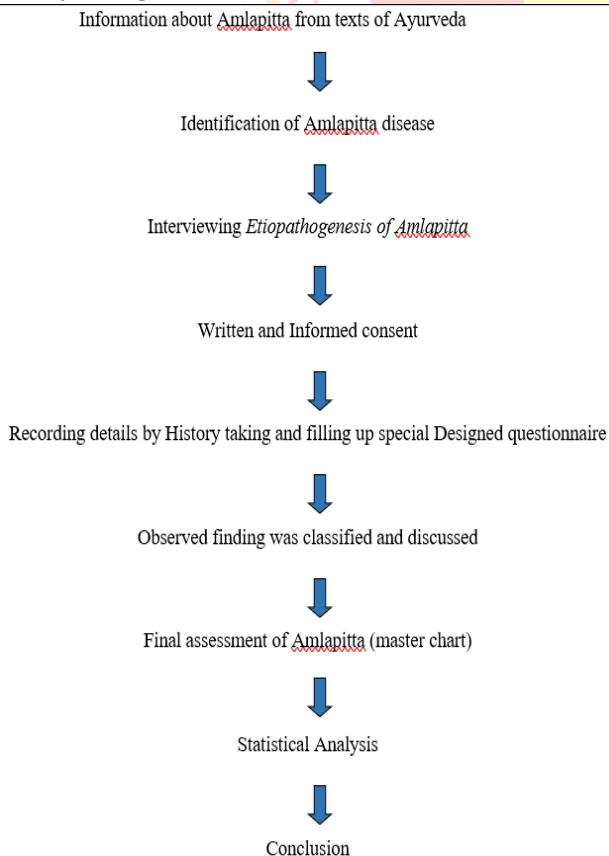 Information about Amlapitta from texts of Ayurveda
Identification of Amlapitta disease
Interviewing Etiopathogenesis of Amlapitta
Written and Informed consent
Recording details by History taking and filling up special Designed questionnaire
Observed finding was classified and discussed
Final assessment of Amlapitta (master chart)
Statistical Analysis
Conclusion